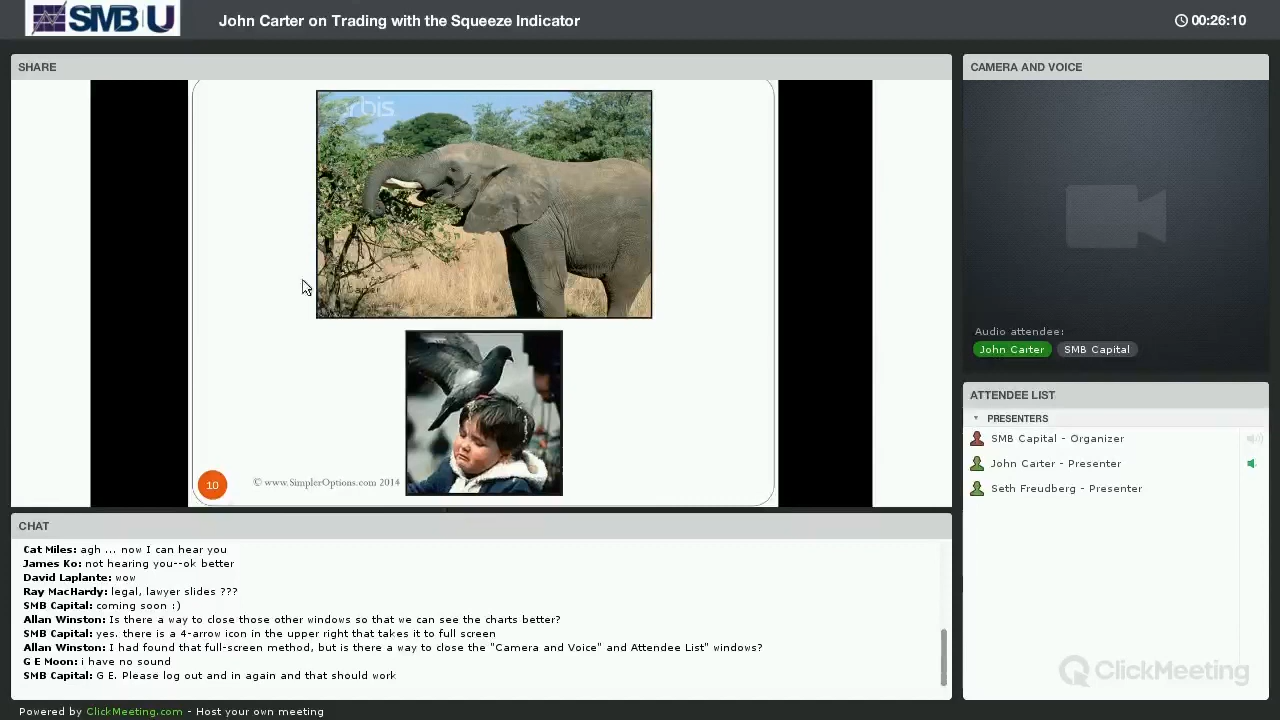 SMB U
John Carter on Trading with the Squeeze Indicator
00:26:10
SHARE
Carter
10
© www.SimplerOptions.com 2014
CAMERA AND VOICE
Audio attendee:
John Carter SMB Capital
ATTENDEE LIST
PRESENTERS
SMB Capital - Organizer
John Carter - Presenter
Seth Freudberg - Presenter
CHAT
Cat Miles: agh ... now I can hear you
James Ko: not hearing you--ok better
David Laplante: wow
Ray MacHardy: legal, lawyer slides ???
SMB Capital: coming soon :)
Allan Winston: Is there a way to close those other windows so that we can see the charts better?
SMB Capital: yes. there is a 4-arrow icon in the upper right that takes it to full screen
Allan Winston: I had found that full-screen method, but is there a way to close the "Camera and Voice" and Attendee List" windows?
G E Moon: i have no sound
SMB Capital: G E. Please log out and in again and that should work
ClickMeeting
Powered by ClickMeeting.com - Host your own meeting